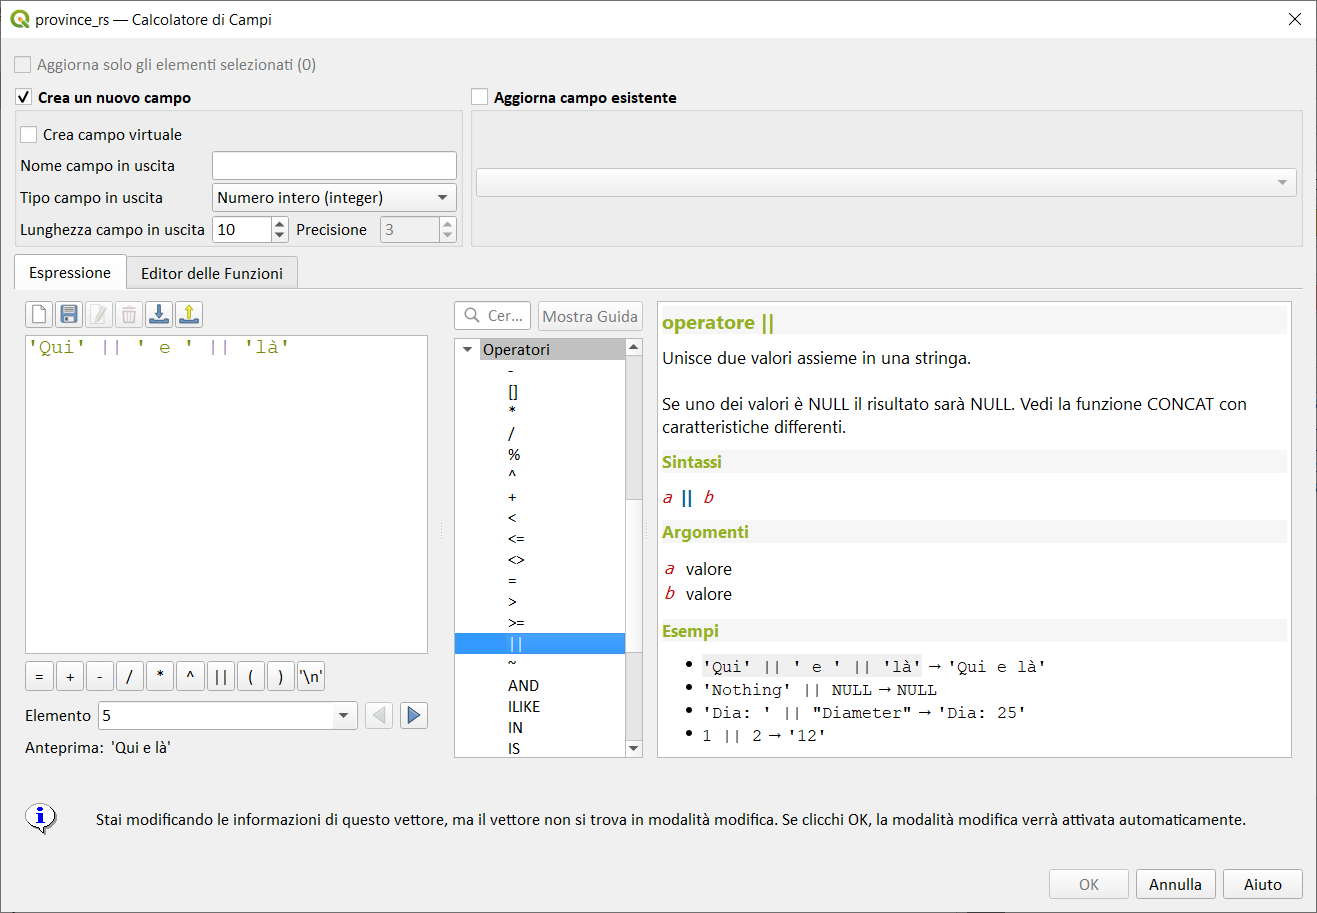 province_rs — Calcolatore di Campi
Aggiorna solo gli elementi selezionati (0)
Crea un nuovo campo
Aggiorna campo esistente
Crea campo virtuale
Nome campo in uscita
Tipo campo in uscita Numero intero (integer)
Lunghezza campo in uscita 10 Precisione 3
Espressione Editor delle Funzioni
Cer... Mostra Guida
'Qui' || ' e ' || 'là'
Operatori
-
[]
*
/
%
^
+
<
<=
<>
=
>
>=
||
~
AND
ILIKE
IN
IS
operatore ||
Unisce due valori assieme in una stringa.
Se uno dei valori è NULL il risultato sarà NULL. Vedi la funzione CONCAT con
caratteristiche differenti.
Sintassi
a || b
Argomenti
a valore
b valore
Esempi
• 'Qui' || ' e ' || 'là' → 'Qui e là'
• 'Nothing' || NULL → NULL
• 'Dia: ' || "Diameter" → 'Dia: 25'
• 1 || 2 → '12'
= + - / * ^ || ( ) '\n'
Elemento 5
Anteprima: 'Qui e là'
Stai modificando le informazioni di questo vettore, ma il vettore non si trova in modalità modifica. Se clicchi OK, la modalità modifica verrà attivata automaticamente.
OK Annulla Aiuto